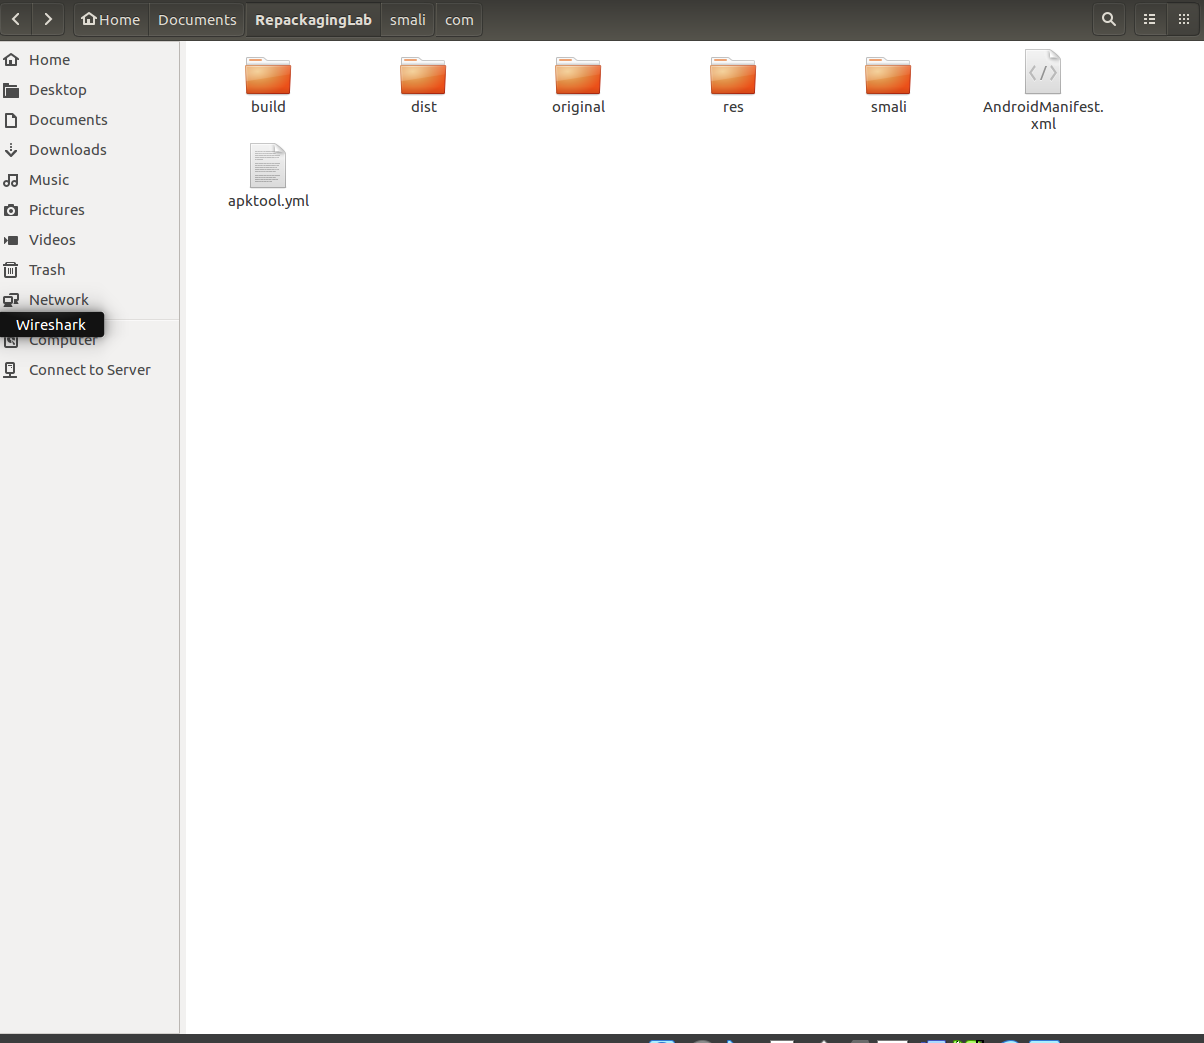 Home Documents RepackagingLab smali com
Home
Desktop
Documents
Downloads
Music
Pictures
Videos
Trash
Network
Wireshark
Computer
Connect to Server
build dist original res smali AndroidManifest.
xml
apktool.yml